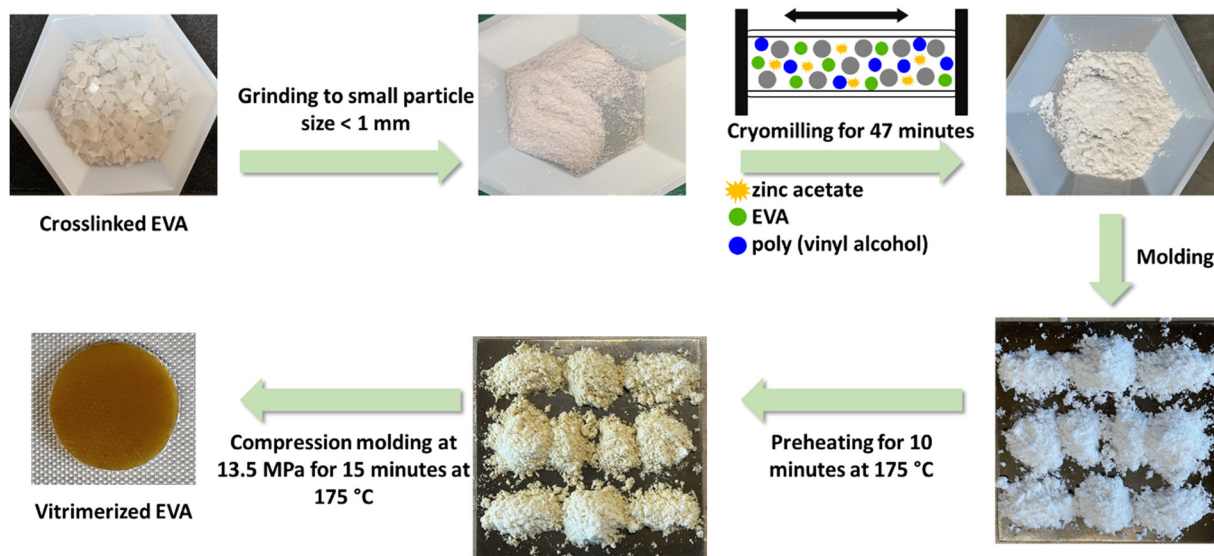 Grinding to small particle
size < 1 mm
Crosslinked EVA
Cryomilling for 47 minutes
zinc acetate
EVA
poly (vinyl alcohol)
Molding
Preheating for 10
minutes at 175 °C
Compression molding at
13.5 MPa for 15 minutes at
175 °C
Vitrimerized EVA